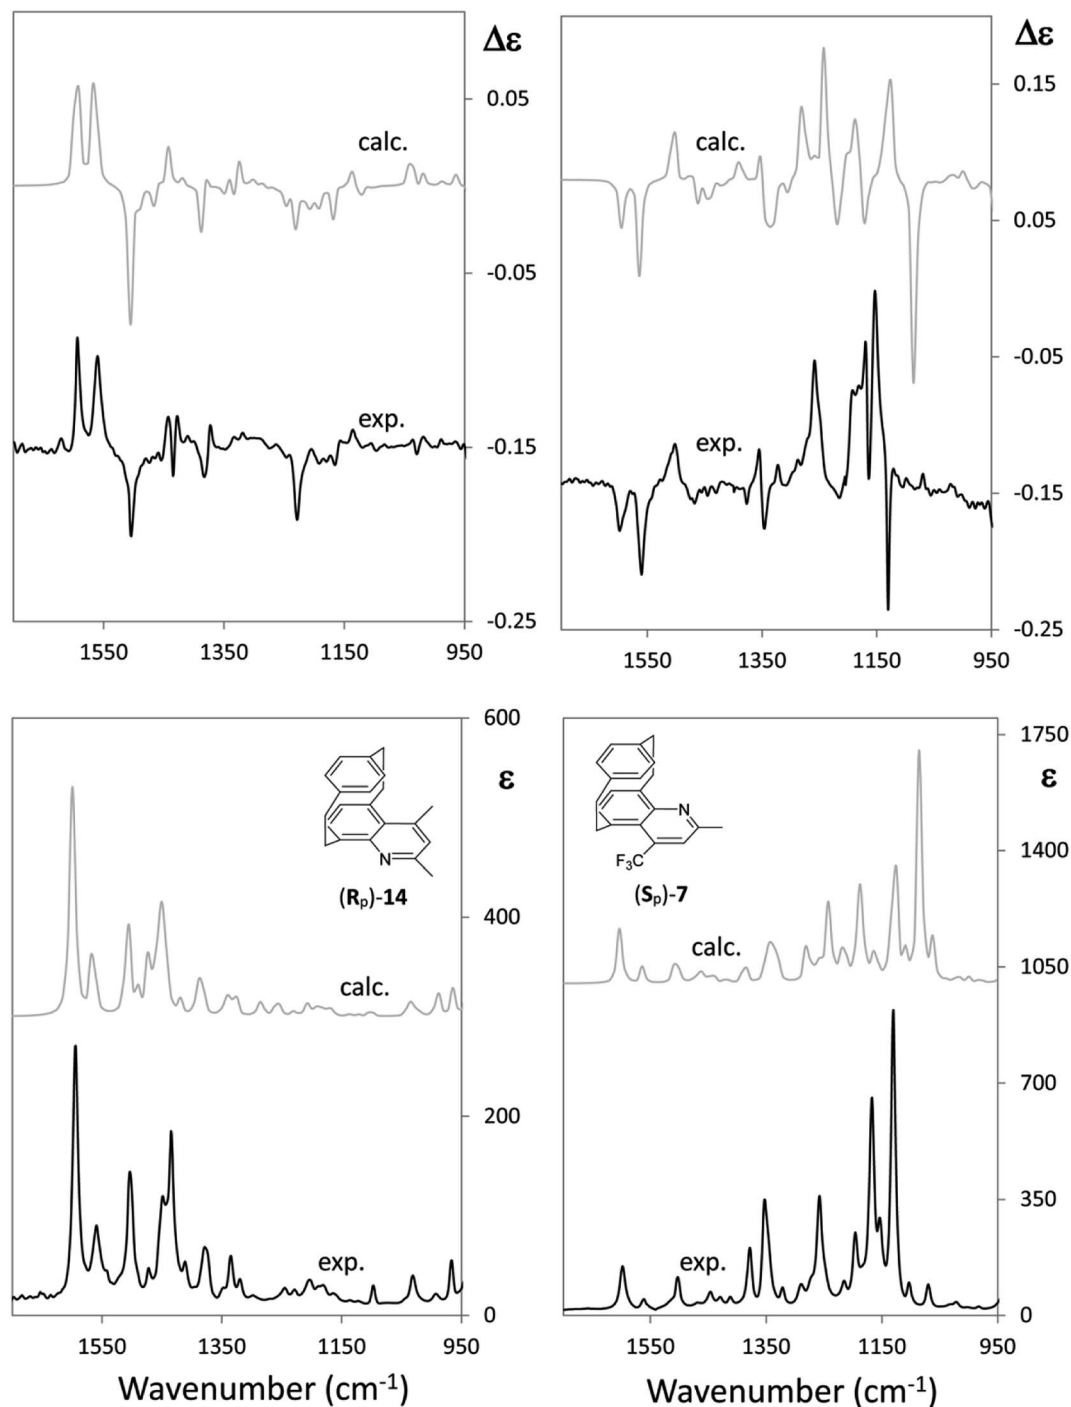 Δε
0.05
calc.
-0.05
exp.
-0.15
-0.25
1550 1350 1150 950
Δε
0.15
calc.
0.05
-0.05
exp.
-0.15
-0.25
1550 1350 1150 950
600
ε
N
(Rp)-14
400
calc.
200
exp.
0
1550 1350 1150 950
Wavenumber (cm-1)
1750
ε
N
F3C
(Sp)-7
1400
calc.
1050
700
350
exp.
0
1550 1350 1150 950
Wavenumber (cm-1)